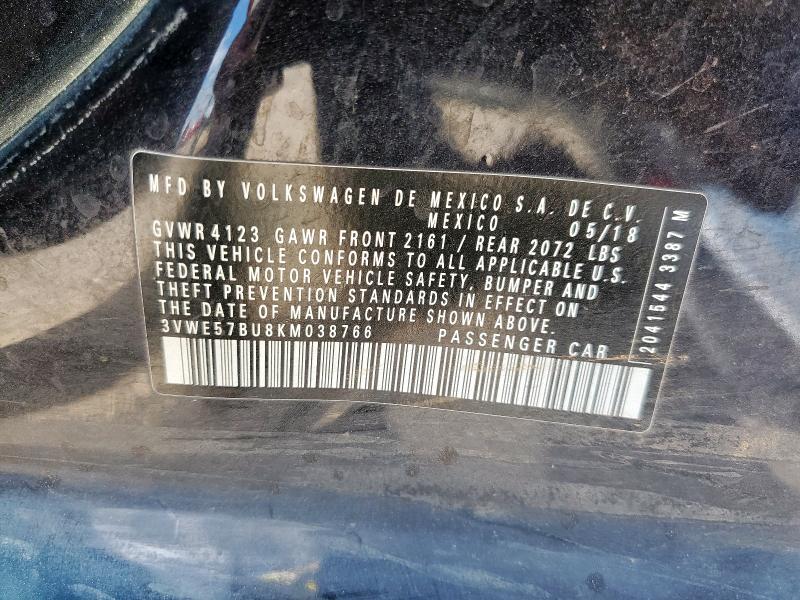 MFD BY VOLKSWAGEN DE MEXICO S.A. DE C.V.
MEXICO 05/18
GVWR 4123 GAWR FRONT 2161 / REAR 2072 LBS
THIS VEHICLE CONFORMS TO ALL APPLICABLE U.S.
FEDERAL MOTOR VEHICLE SAFETY, BUMPER AND
THEFT PREVENTION STANDARDS IN EFFECT ON
THE DATE OF MANUFACTURE SHOWN ABOVE.
3VWE57BU8KM038766 PASSENGER CAR
2041544 3387 M